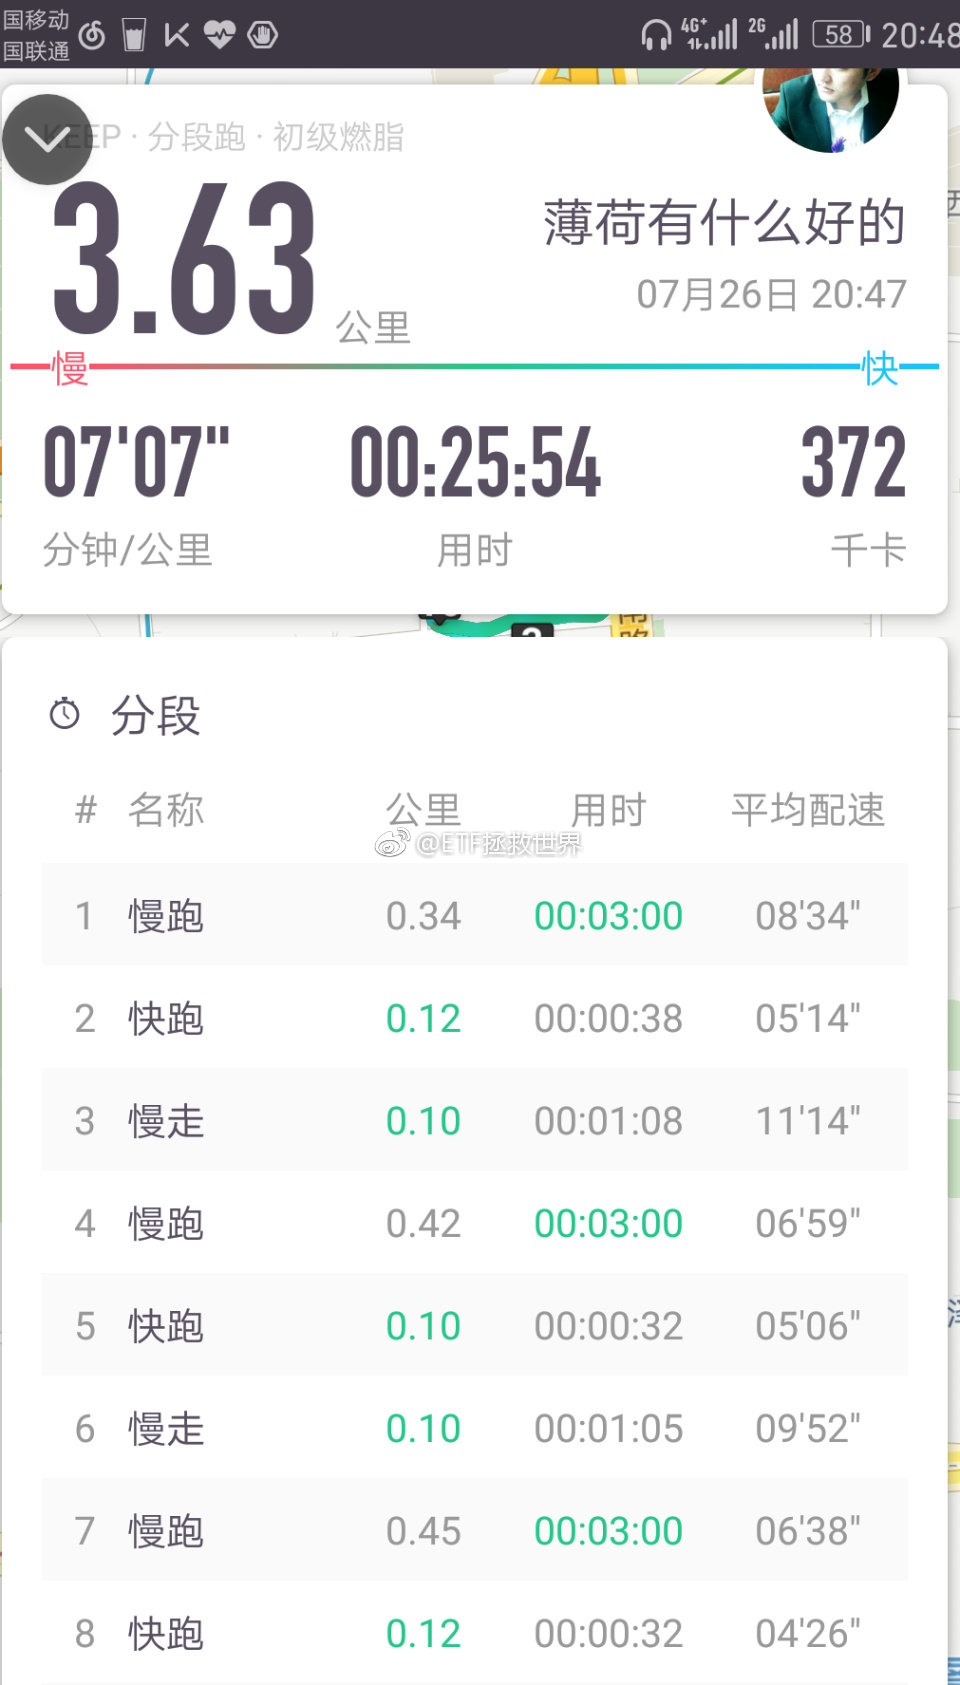 国移动
国联通
4G+
2G
58
20:48
KEEP · 分段跑 · 初级燃脂
3.63 公里
薄荷有什么好的
07月26日 20:47
慢
快
07'07" 00:25:54 372
分钟/公里 用时 千卡
分段
# 名称 公里 用时 平均配速
@ETF拯救世界
1 慢跑 0.34 00:03:00 08'34"
2 快跑 0.12 00:00:38 05'14"
3 慢走 0.10 00:01:08 11'14"
4 慢跑 0.42 00:03:00 06'59"
5 快跑 0.10 00:00:32 05'06"
6 慢走 0.10 00:01:05 09'52"
7 慢跑 0.45 00:03:00 06'38"
8 快跑 0.12 00:00:32 04'26"